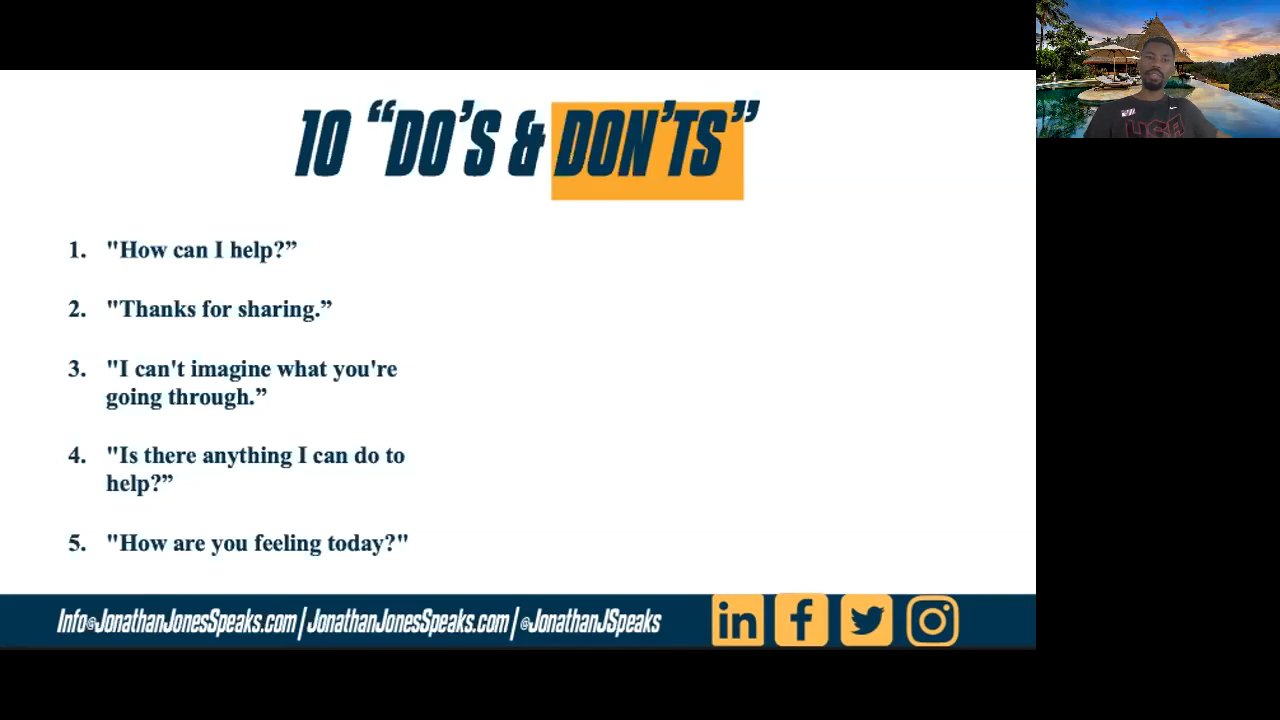 10 “DO’S & DON’TS”
1. "How can I help?”
2. "Thanks for sharing.”
3. "I can't imagine what you're
going through.”
4. "Is there anything I can do to
help?”
5. "How are you feeling today?"
Info@JonathanJonesSpeaks.com | JonathanJonesSpeaks.com | @JonathanJSpeaks
in f
USA